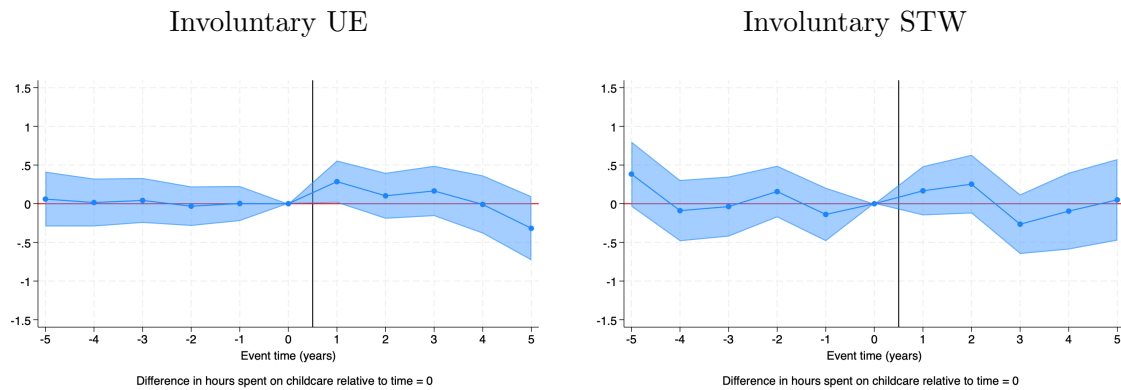 Involuntary UE
1.5
1
.5
0
-.5
-1
-1.5
-5 -4 -3 -2 -1 0 1 2 3 4 5
Event time (years)
Difference in hours spent on childcare relative to time = 0
Involuntary STW
1.5
1
.5
0
-.5
-1
-1.5
-5 -4 -3 -2 -1 0 1 2 3 4 5
Event time (years)
Difference in hours spent on childcare relative to time = 0